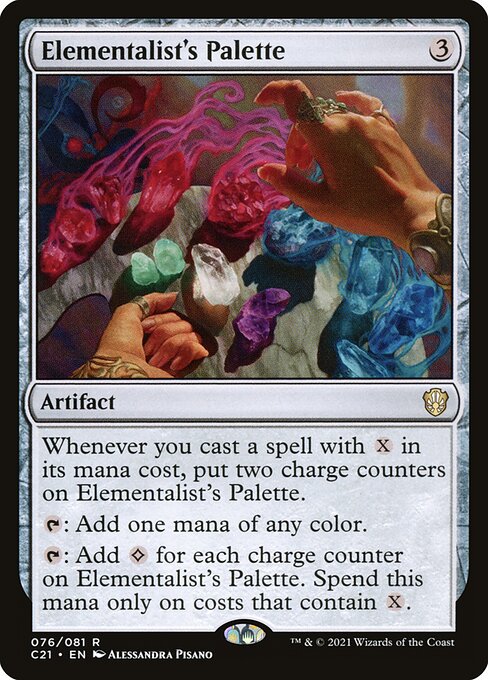 Elementalist's Palette 3
Artifact
Whenever you cast a spell with X in
its mana cost, put two charge counters
on Elementalist's Palette.
: Add one mana of any color.
: Add for each charge counter
on Elementalist's Palette. Spend this
mana only on costs that contain X.
076/081 R
C21 • EN Alessandra Pisano
™ & © 2021 Wizards of the Coast